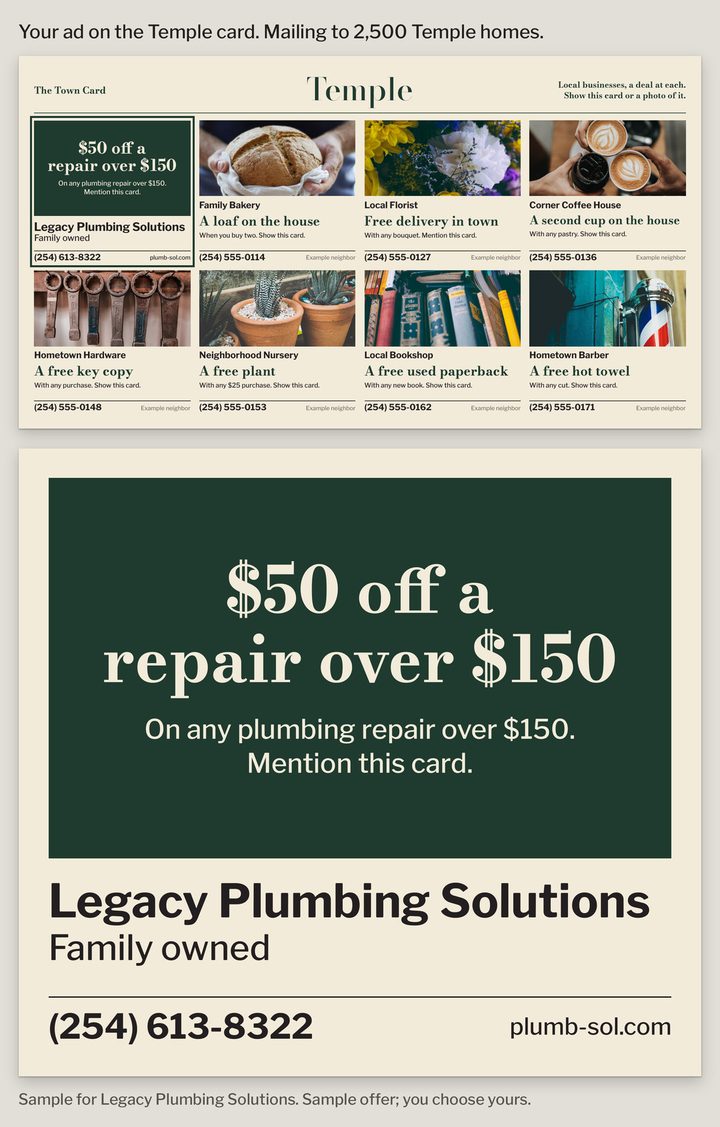 Your ad on the Temple card. Mailing to 2,500 Temple homes.
The Town Card
Temple
Local businesses, a deal at each.
Show this card or a photo of it.
$50 off a
repair over $150
On any plumbing repair over $150.
Mention this card.
Legacy Plumbing Solutions
Family owned
(254) 613-8322
plumb-sol.com
Family Bakery
A loaf on the house
When you buy two. Show this card.
(254) 555-0114
Example neighbor
Local Florist
Free delivery in town
With any bouquet. Mention this card.
(254) 555-0127
Example neighbor
Corner Coffee House
A second cup on the house
With any pastry. Show this card.
(254) 555-0136
Example neighbor
Hometown Hardware
A free key copy
With any purchase. Show this card.
(254) 555-0148
Example neighbor
Neighborhood Nursery
A free plant
With any $25 purchase. Show this card.
(254) 555-0153
Example neighbor
Local Bookshop
A free used paperback
With any new book. Show this card.
(254) 555-0162
Example neighbor
Hometown Barber
A free hot towel
With any cut. Show this card.
(254) 555-0171
Example neighbor
$50 off a
repair over $150
On any plumbing repair over $150.
Mention this card.
Legacy Plumbing Solutions
Family owned
(254) 613-8322
plumb-sol.com
Sample for Legacy Plumbing Solutions. Sample offer; you choose yours.